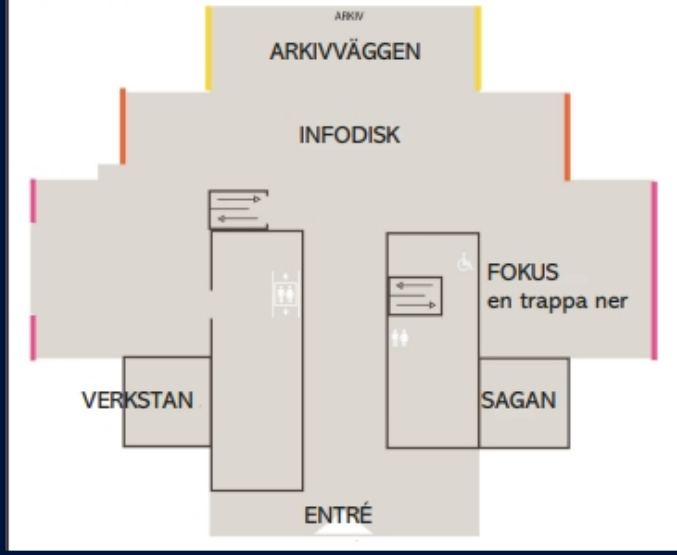 ARKIV
ARKIVVÄGGEN
INFODISK
FOKUS
en trappa ner
VERKSTAN
SAGAN
ENTRÉ